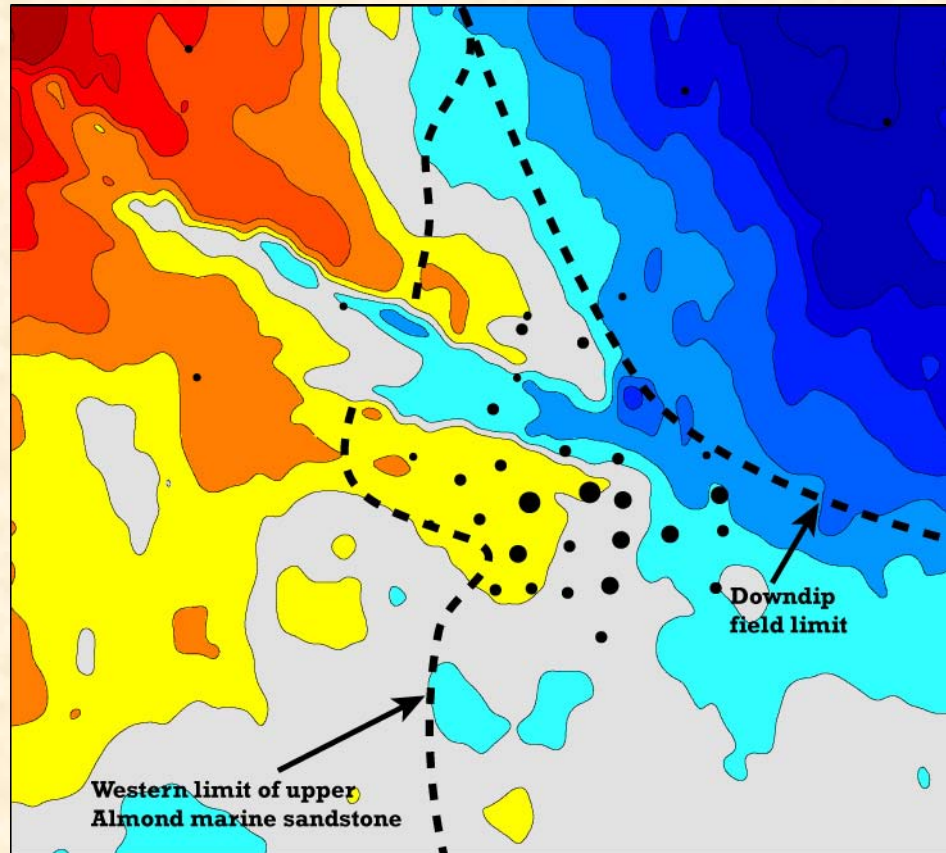 Downdip
field limit
Western limit of upper
Almond marine sandstone